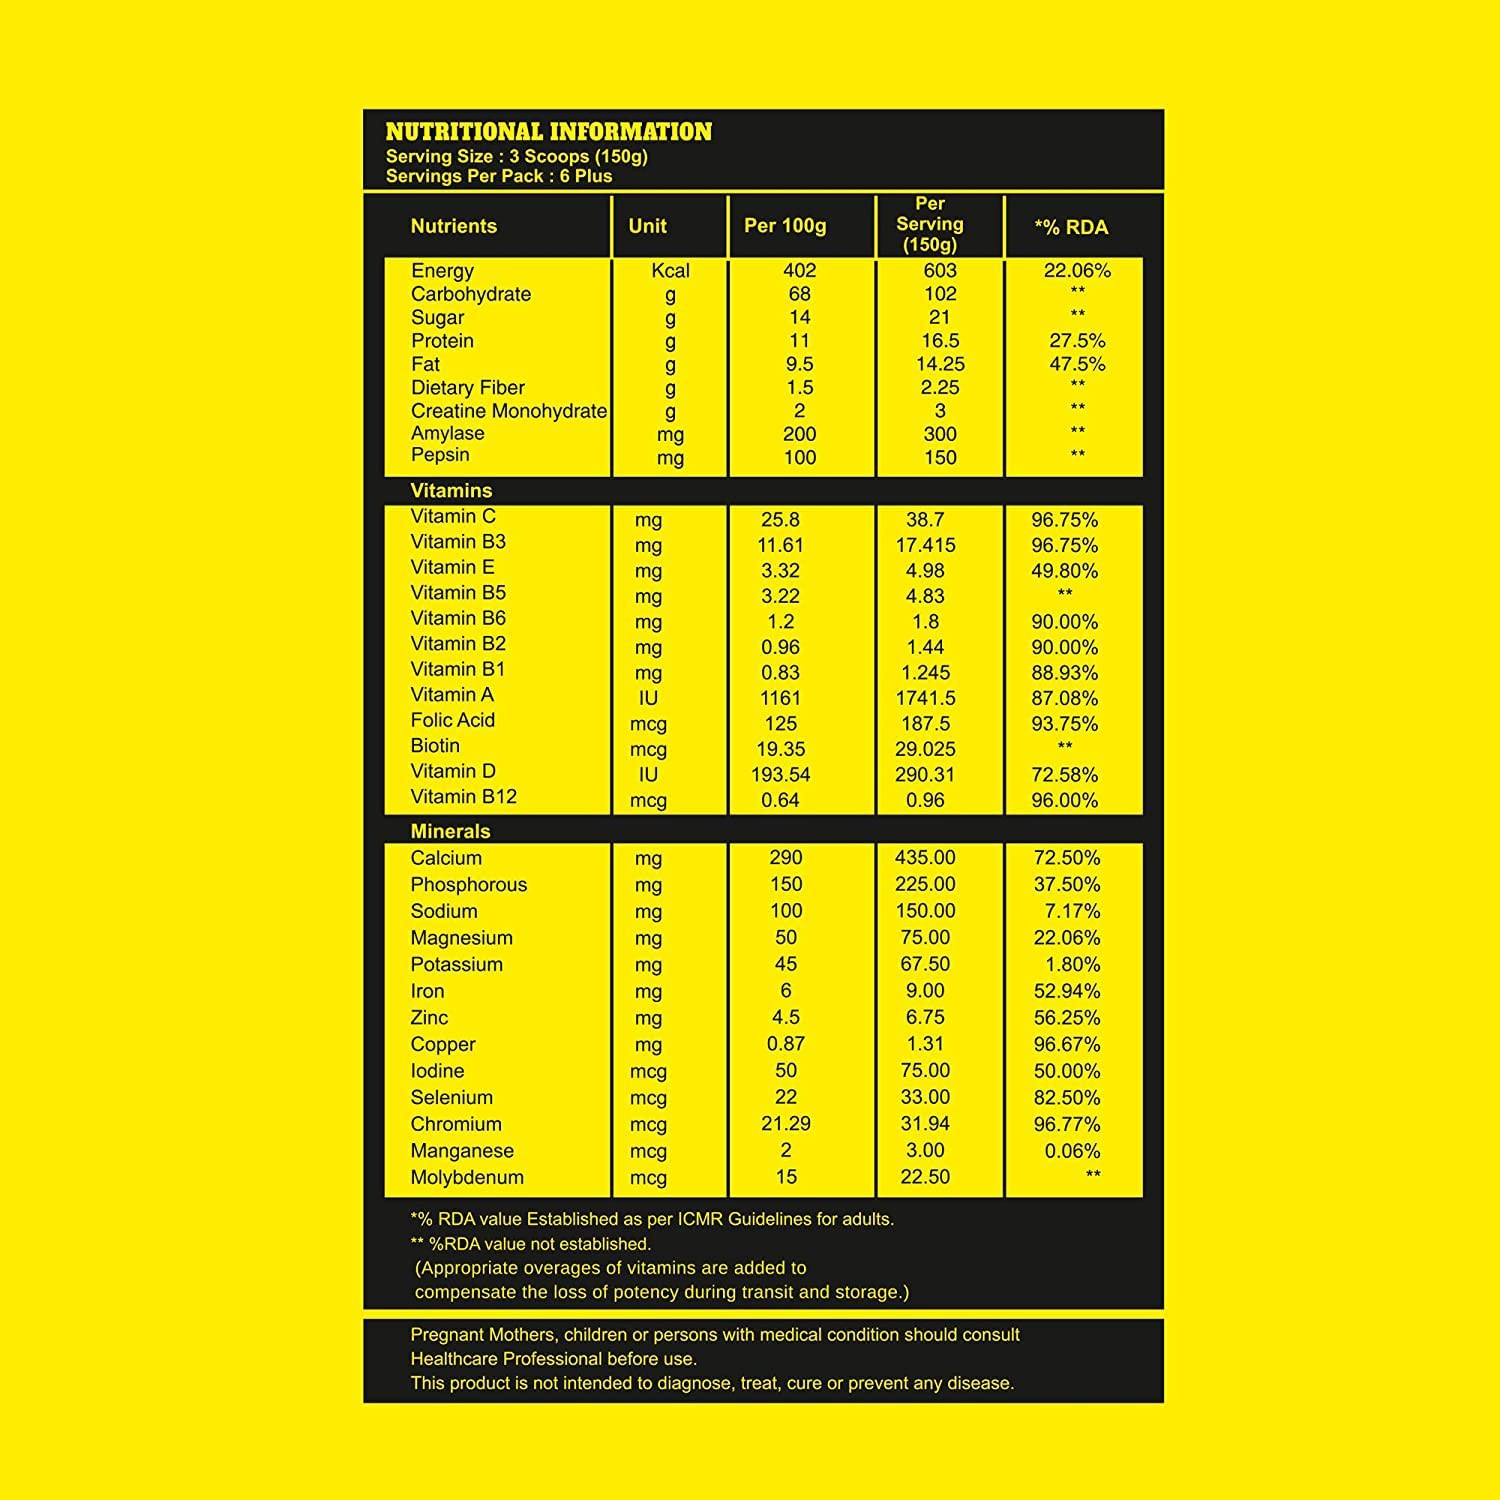 NUTRITIONAL INFORMATION
Serving Size : 3 Scoops (150g)
Servings Per Pack : 6 Plus
Nutrients Unit Per 100g Per Serving (150g) *% RDA
Energy Kcal 402 603 22.06%
Carbohydrate g 68 102 **
Sugar g 14 21 **
Protein g 11 16.5 27.5%
Fat g 9.5 14.25 47.5%
Dietary Fiber g 1.5 2.25 **
Creatine Monohydrate g 2 3 **
Amylase mg 200 300 **
Pepsin mg 100 150 **
Vitamins
Vitamin C mg 25.8 38.7 96.75%
Vitamin B3 mg 11.61 17.415 96.75%
Vitamin E mg 3.32 4.98 49.80%
Vitamin B5 mg 3.22 4.83 **
Vitamin B6 mg 1.2 1.8 90.00%
Vitamin B2 mg 0.96 1.44 90.00%
Vitamin B1 mg 0.83 1.245 88.93%
Vitamin A IU 1161 1741.5 87.08%
Folic Acid mcg 125 187.5 93.75%
Biotin mcg 19.35 29.025 **
Vitamin D IU 193.54 290.31 72.58%
Vitamin B12 mcg 0.64 0.96 96.00%
Minerals
Calcium mg 290 435.00 72.50%
Phosphorous mg 150 225.00 37.50%
Sodium mg 100 150.00 7.17%
Magnesium mg 50 75.00 22.06%
Potassium mg 45 67.50 1.80%
Iron mg 6 9.00 52.94%
Zinc mg 4.5 6.75 56.25%
Copper mg 0.87 1.31 96.67%
Iodine mcg 50 75.00 50.00%
Selenium mcg 22 33.00 82.50%
Chromium mcg 21.29 31.94 96.77%
Manganese mcg 2 3.00 0.06%
Molybdenum mcg 15 22.50 **
*% RDA value Established as per ICMR Guidelines for adults.
** %RDA value not established.
(Appropriate overages of vitamins are added to
compensate the loss of potency during transit and storage.)
Pregnant Mothers, children or persons with medical condition should consult
Healthcare Professional before use.
This product is not intended to diagnose, treat, cure or prevent any disease.